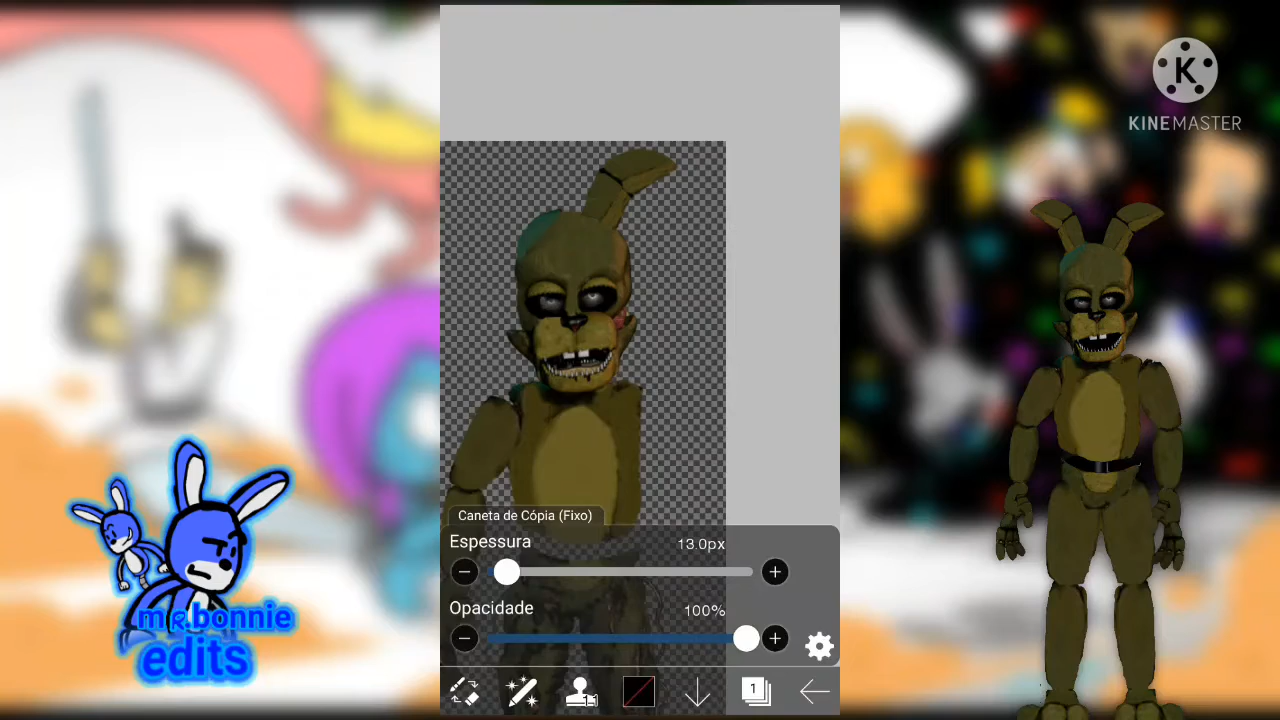 KINEMASTER
Caneta de Cópia (Fixo)
Espessura
13.0px
Opacidade
100%
1
mr.bonnie
edits